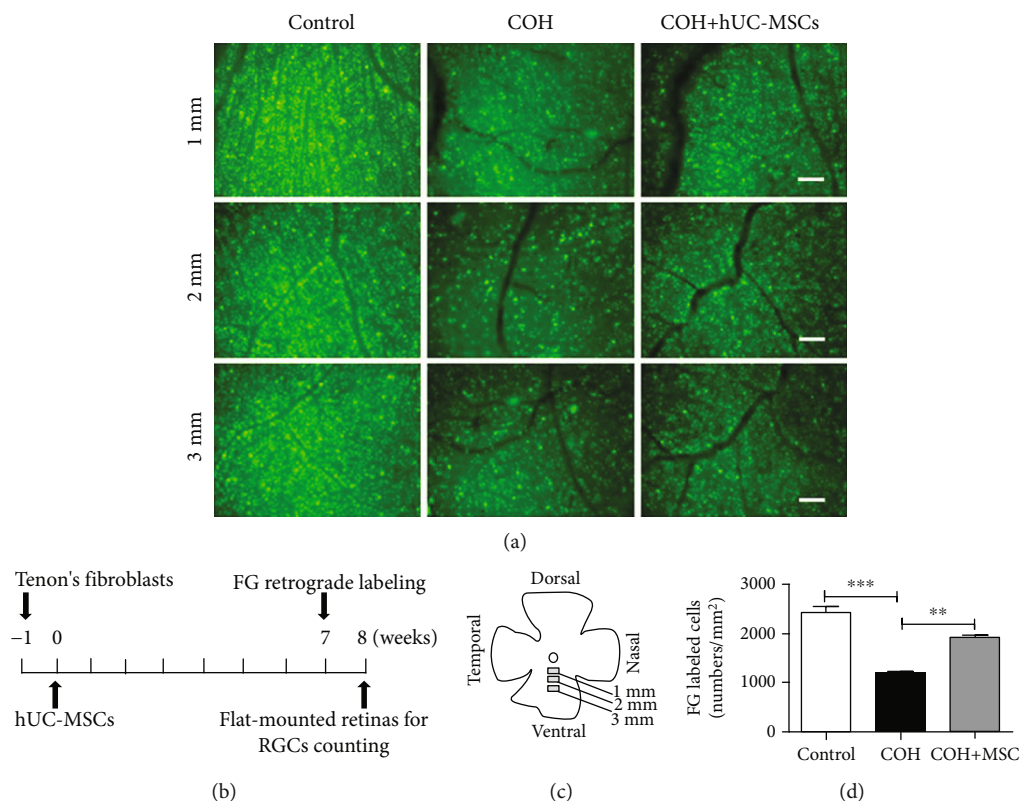 Control
COH
COH+hUC-MSCs
1 mm
2 mm
3 mm
(a)
Tenon's fibroblasts
FG retrograde labeling
−1
0
7
8 (weeks)
hUC-MSCs
Flat-mounted retinas for
RGCs counting
(b)
Dorsal
Temporal
Nasal
1 mm
2 mm
3 mm
Ventral
(c)
FG labeled cells
(numbers/mm²)
3000
2000
1000
0
***
**
Control
COH
COH+MSC
(d)